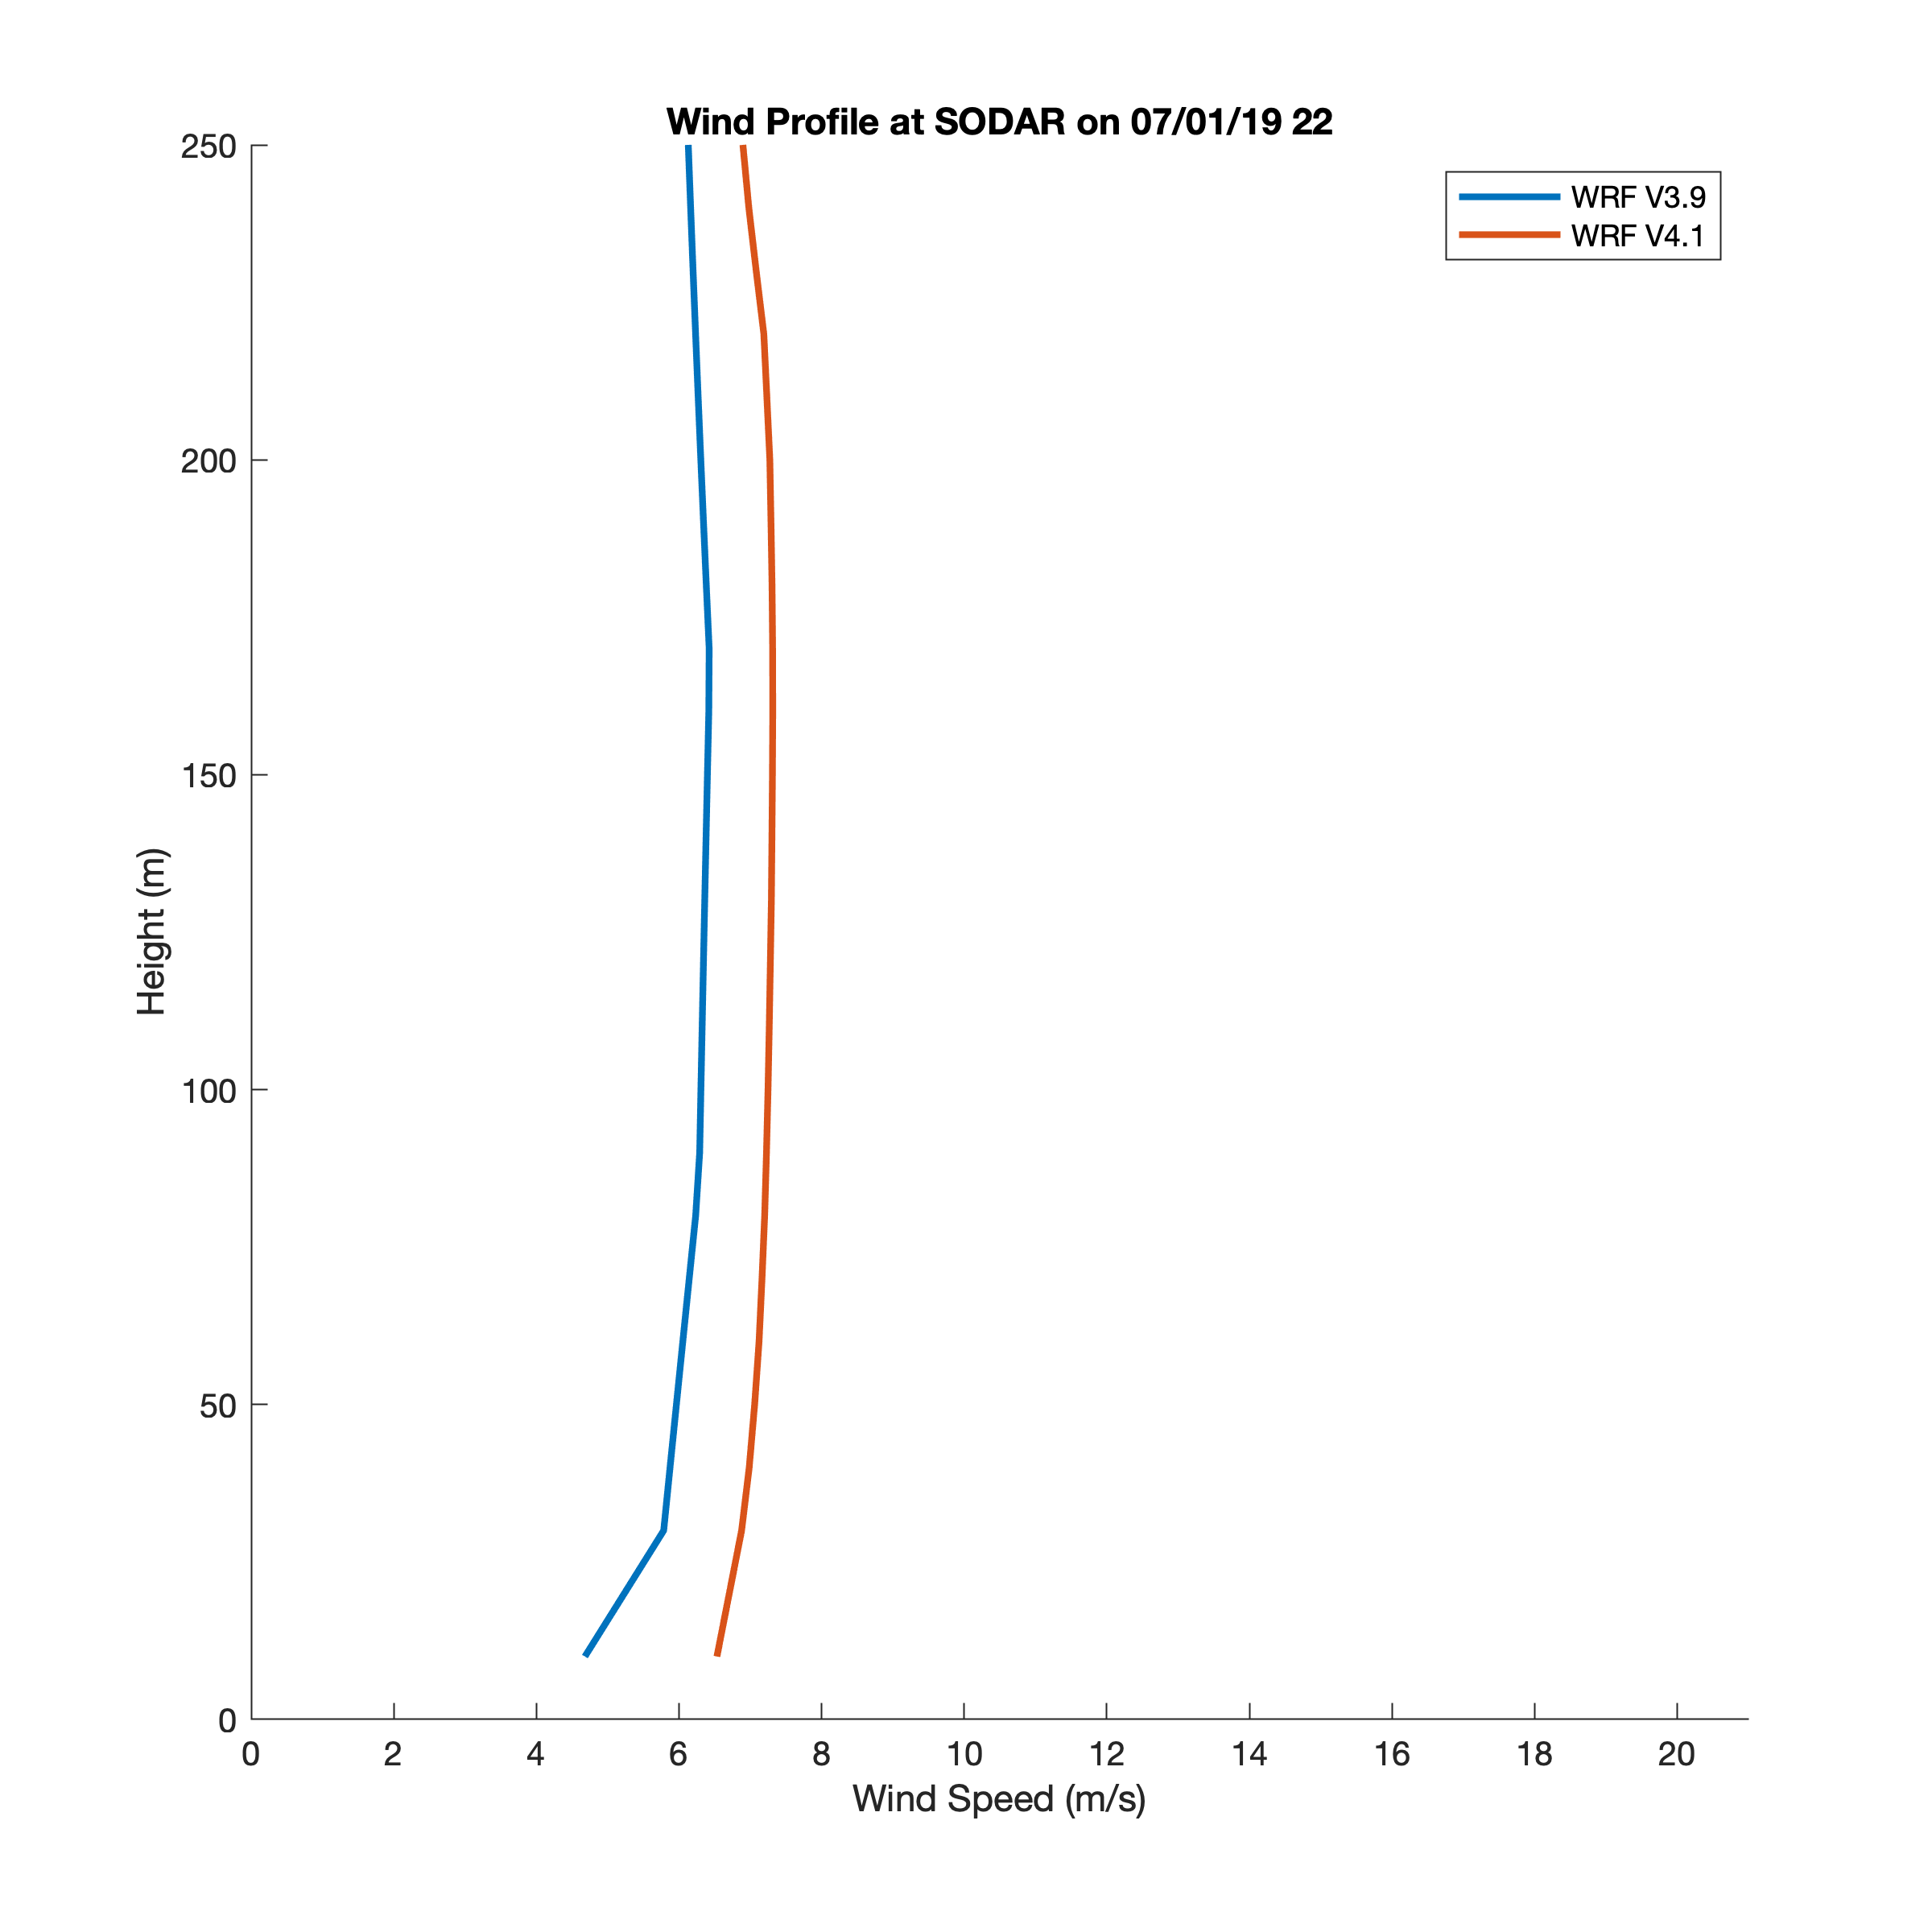 Wind Profile at SODAR on 07/01/19 22
WRF V3.9
WRF V4.1
250
200
150
100
50
0
Height (m)
0 2 4 6 8 10 12 14 16 18 20
Wind Speed (m/s)